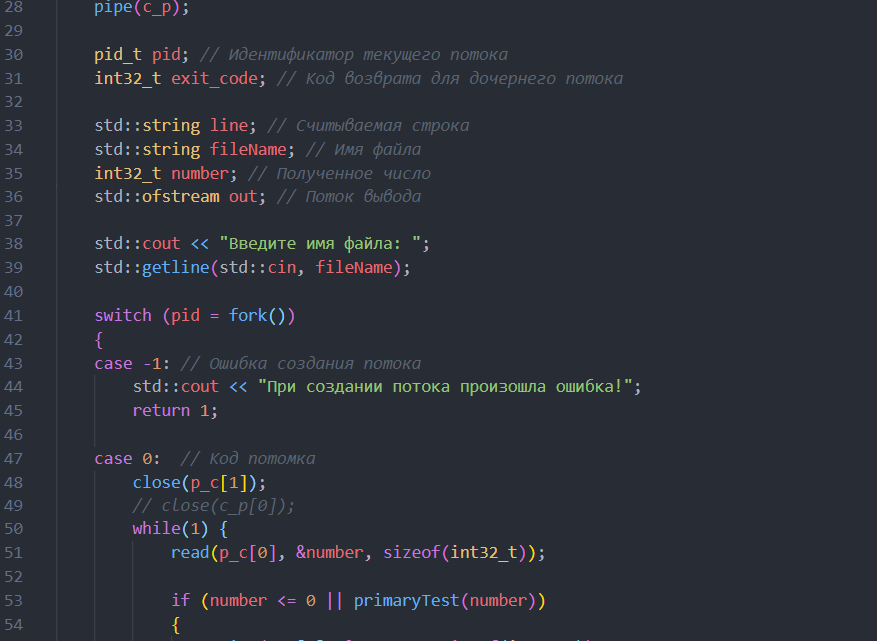 28 pipe(c_p);
29
30 pid_t pid; // Идентификатор текущего потока
31 int32_t exit_code; // Код возврата для дочернего потока
32
33 std::string line; // Считываемая строка
34 std::string fileName; // Имя файла
35 int32_t number; // Полученное число
36 std::ofstream out; // Поток вывода
37
38 std::cout << "Введите имя файла: ";
39 std::getline(std::cin, fileName);
40
41 switch (pid = fork())
42 {
43 case -1: // Ошибка создания потока
44 std::cout << "При создании потока произошла ошибка!";
45 return 1;
46
47 case 0:  // Код потомка
48 close(p_c[1]);
49 // close(c_p[0]);
50 while(1) {
51 read(p_c[0], &number, sizeof(int32_t));
52
53 if (number <= 0 || primaryTest(number))
54 {